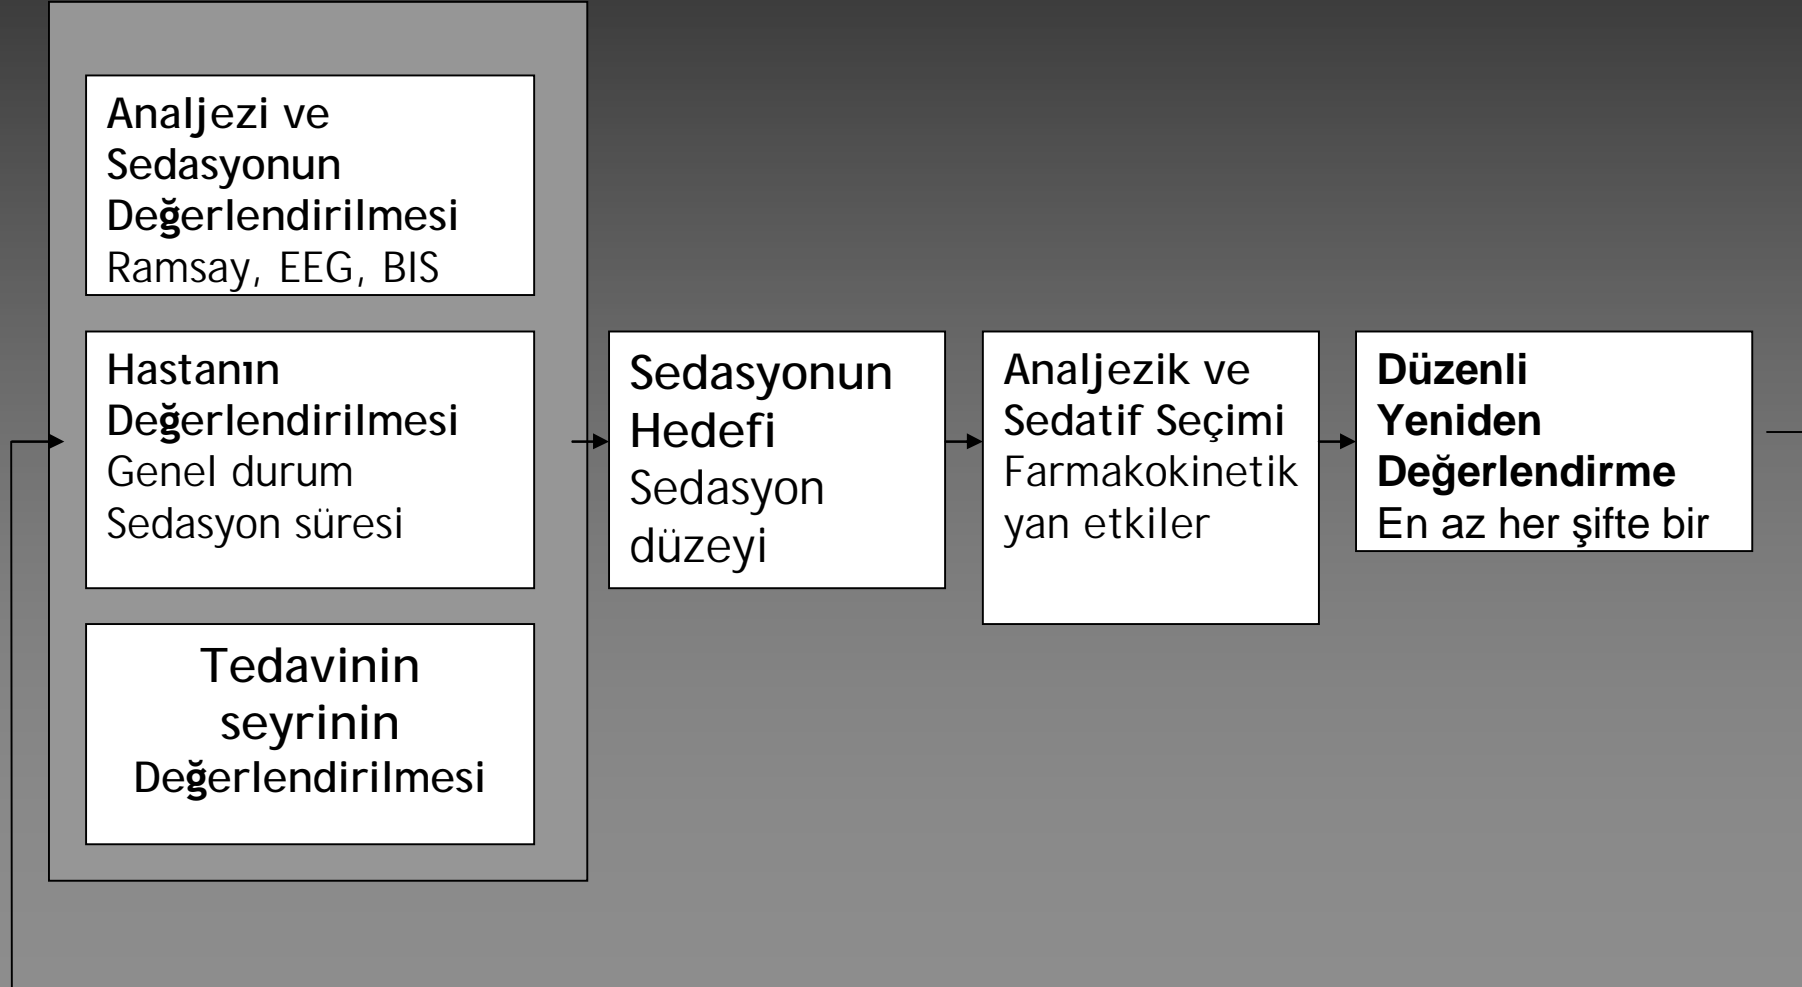 Analjezi ve
Sedasyonun
Değerlendirilmesi
Ramsay, EEG, BIS
Hastanın
Değerlendirilmesi
Genel durum
Sedasyon süresi
Tedavinin
seyrinin
Değerlendirilmesi
Sedasyonun
Hedefi
Sedasyon
düzeyi
Analjezik ve
Sedatif Seçimi
Farmakokinetik
yan etkiler
Düzenli
Yeniden
Değerlendirme
En az her şifte bir